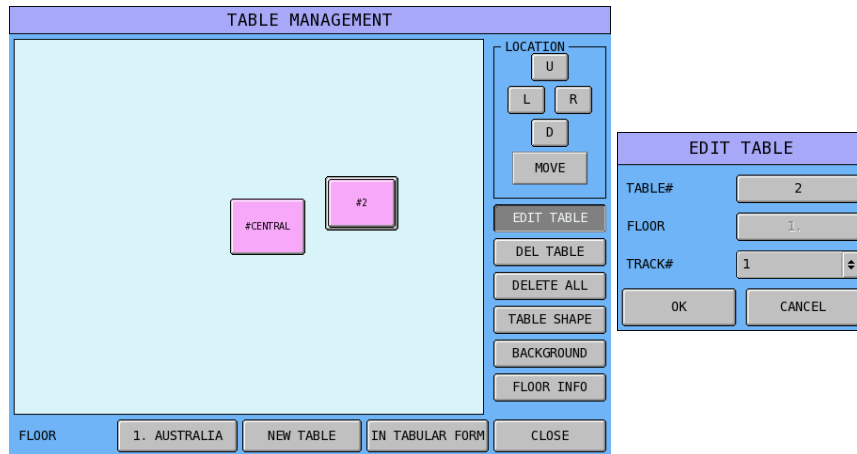 TABLE MANAGEMENT
LOCATION
U
L R
D
MOVE
#CENTRAL
#2
EDIT TABLE
DEL TABLE
DELETE ALL
TABLE SHAPE
BACKGROUND
FLOOR INFO
FLOOR 1. AUSTRALIA NEW TABLE IN TABULAR FORM CLOSE
EDIT TABLE
TABLE# 2
FLOOR 1.
TRACK# 1
OK CANCEL